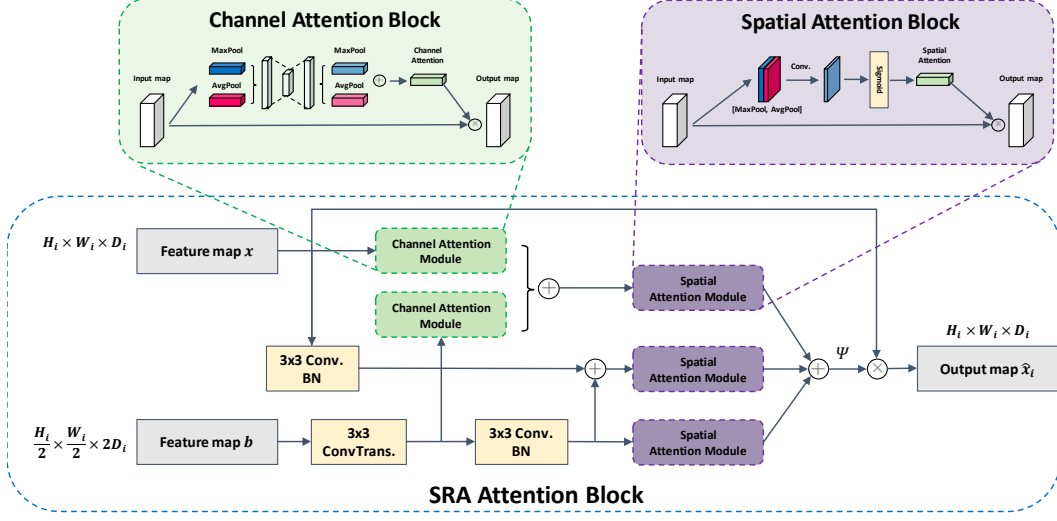 Channel Attention Block
MaxPool
MaxPool
Channel
Attention
Input map
AvgPool
AvgPool
Output map
+
×
Spatial Attention Block
Input map
Conv.
Sigmoid
Spatial
Attention
Output map
[MaxPool, AvgPool]
×
H_i × W_i × D_i
Feature map x
Channel Attention
Module
Channel Attention
Module
+
Spatial
Attention Module
3x3 Conv.
BN
+
Spatial
Attention Module
+
Ψ
×
H_i × W_i × D_i
Output map x̂_i
H_i/2 × W_i/2 × 2D_i
Feature map b
3x3
ConvTrans.
3x3 Conv.
BN
Spatial
Attention Module
SRA Attention Block